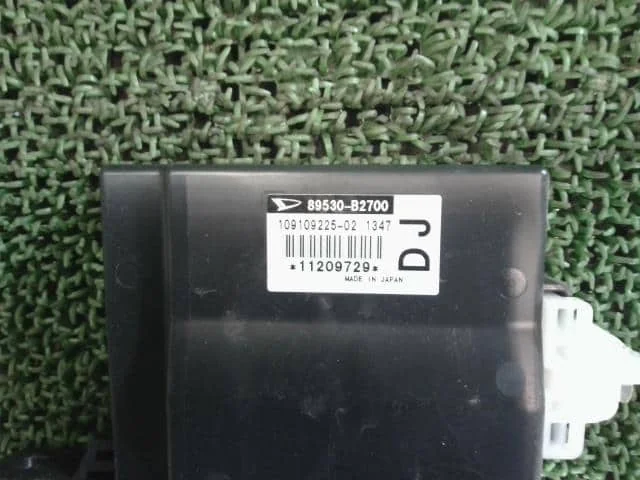 89530-B2700
109109225-02 1347
*11209729*
MADE IN JAPAN
DJ